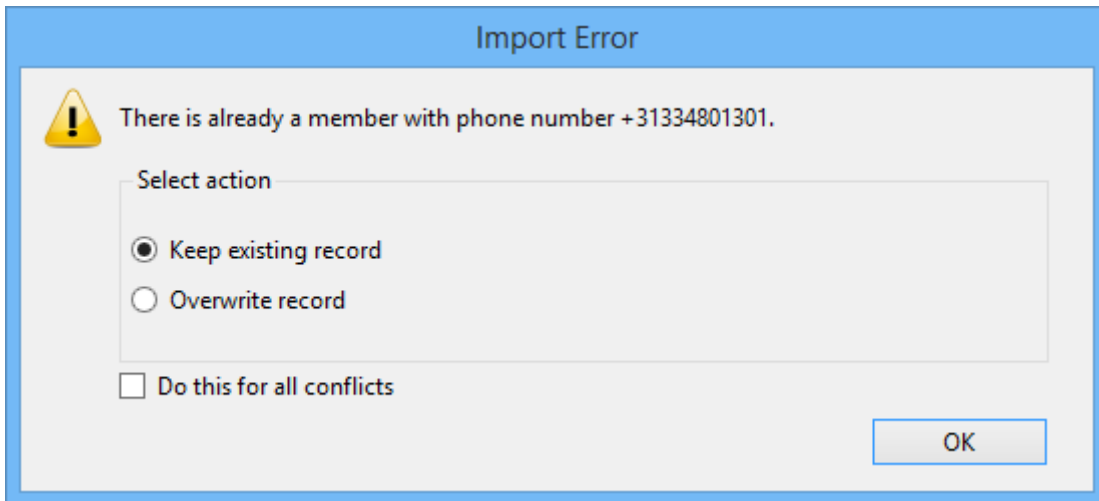 Import Error
There is already a member with phone number +31334801301.
Select action
Keep existing record
Overwrite record
Do this for all conflicts
OK